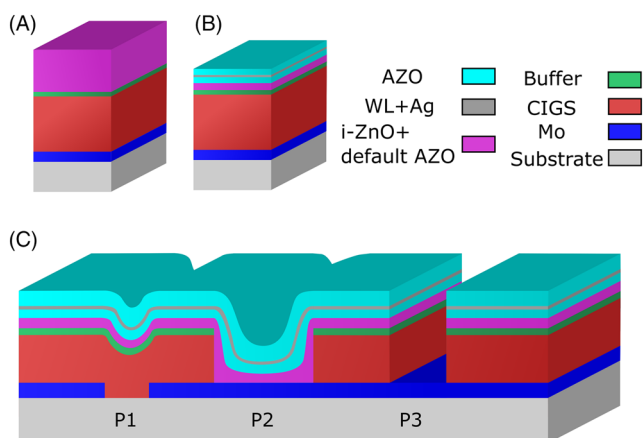 (A)
(B)
AZO
Buffer
WL+Ag
CIGS
i-ZnO+
default AZO
Mo
Substrate
(C)
P1
P2
P3